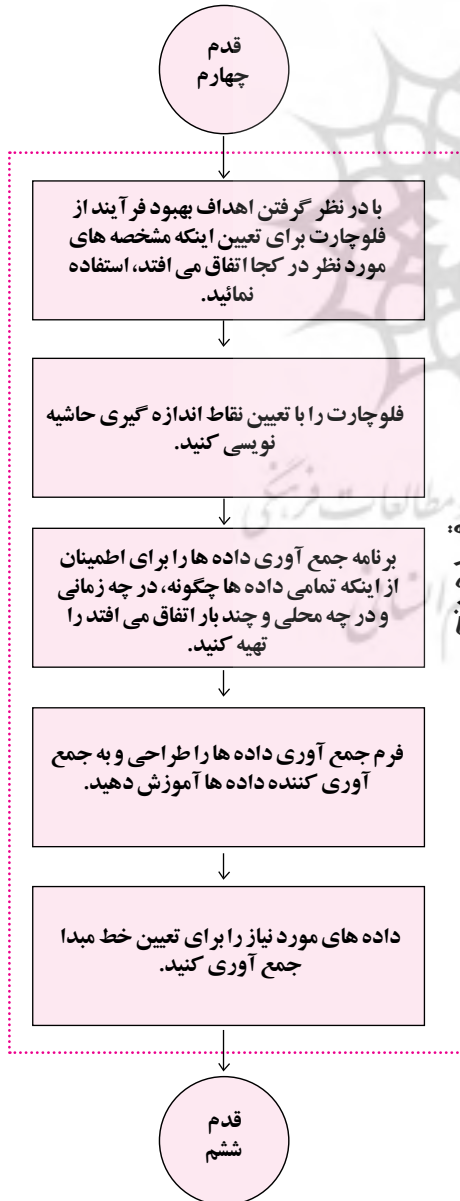 قدم
چهارم
با در نظر گرفتن اهداف بهبود فرآیند از
فلوچارت برای تعیین اینکه مشخصه های
مورد نظر در کجا اتفاق می افتد، استفاده
نمائید.
فلوچارت را با تعیین نقاط اندازه گیری حاشیه
نویسی کنید.
مطالعات فرهنگی
برنامه جمع آوری داده ها را برای اطمینان
از اینکه تمامی داده ها چگونه، در چه زمانی
و در چه محلی و چند بار اتفاق می افتد را
تهیه کنید.
فرم جمع آوری داده ها را طراحی و به جمع
آوری کننده داده ها آموزش دهید.
داده های مورد نیاز را برای تعیین خط مبدا
جمع آوری کنید.
قدم
ششم